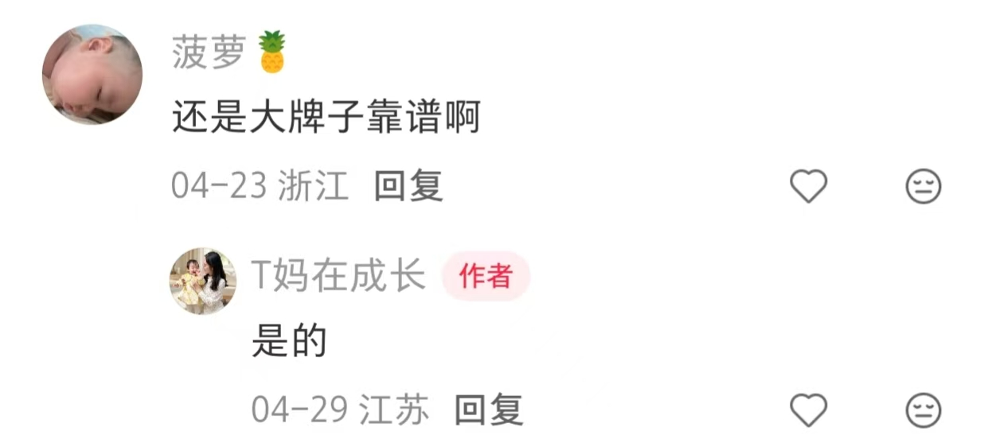 菠萝🍍
还是大牌子靠谱啊
04-23 浙江 回复
T妈在成长 作者
是的
04-29 江苏 回复